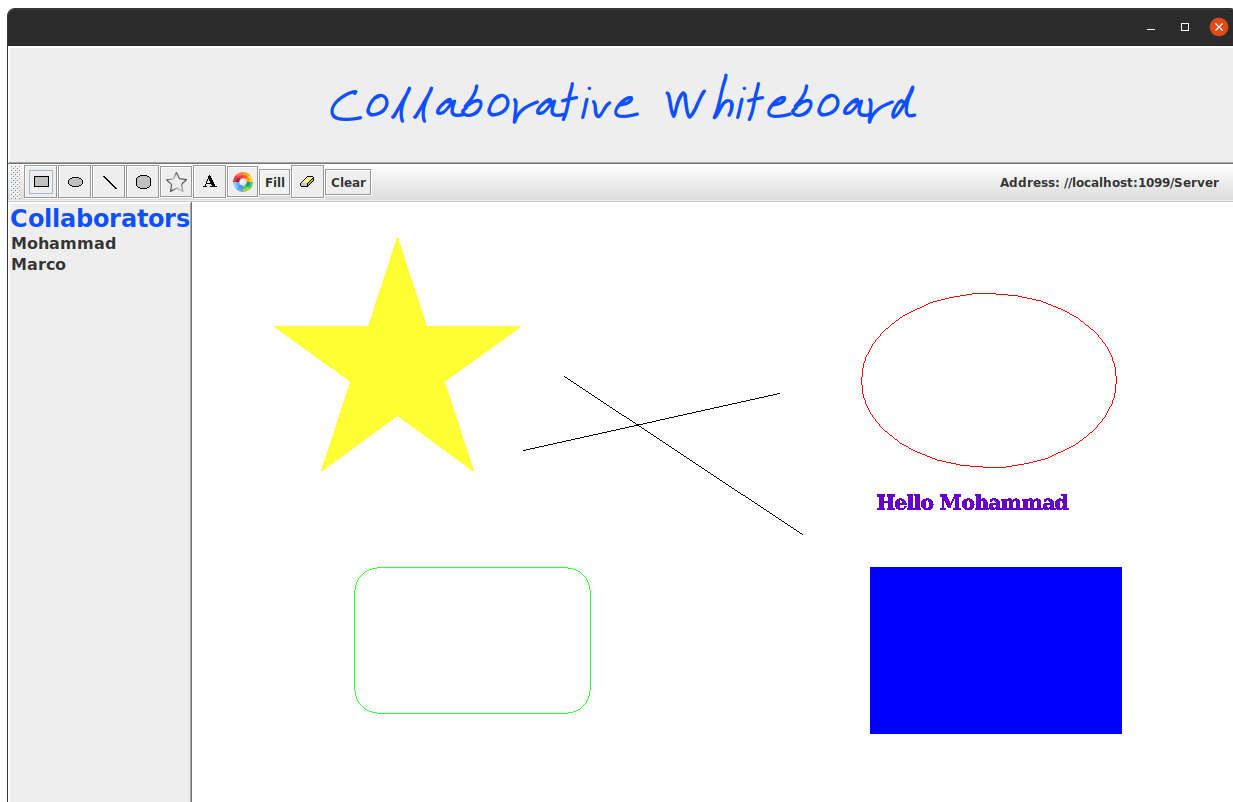 Collaborative Whiteboard
A Fill Clear Address: //localhost:1099/Server
Collaborators
Mohammad
Marco
Hello Mohammad